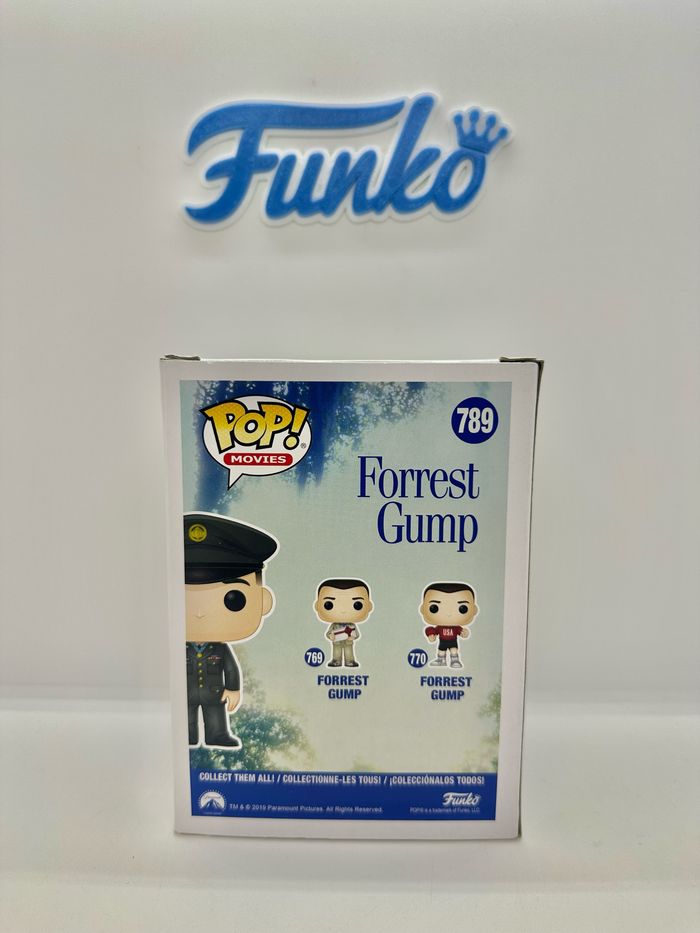 Funko
POP!®
MOVIES
789
Forrest
Gump
USA
769
FORREST
GUMP
770
FORREST
GUMP
COLLECT THEM ALL! / COLLECTIONNE-LES TOUS! / ¡COLECCIÓNALOS TODOS!
TM & © 2019 Paramount Pictures. All Rights Reserved.
Funko
POP!® is a trademark of Funko, LLC.